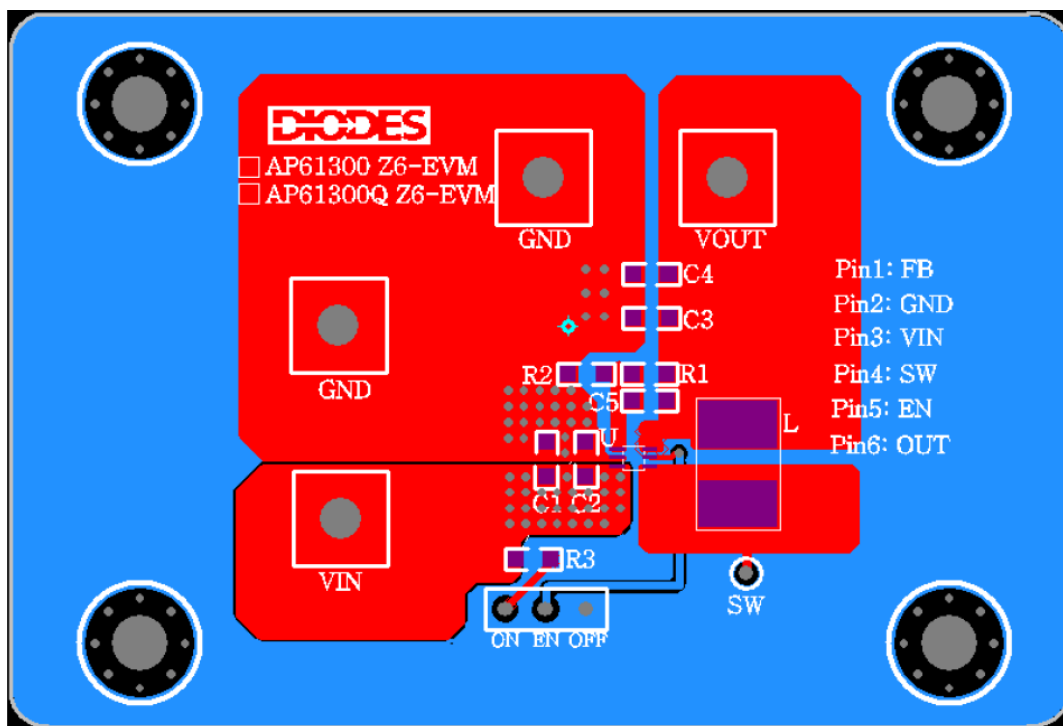 DIODES
AP61300 Z6-EVM
AP61300Q Z6-EVM
GND
VOUT
C4
Pin1: FB
Pin2: GND
C3
Pin3: VIN
GND
R2
R1
Pin4: SW
C5
Pin5: EN
U
L
Pin6: OUT
C1 C2
VIN
R3
SW
ON EN OFF